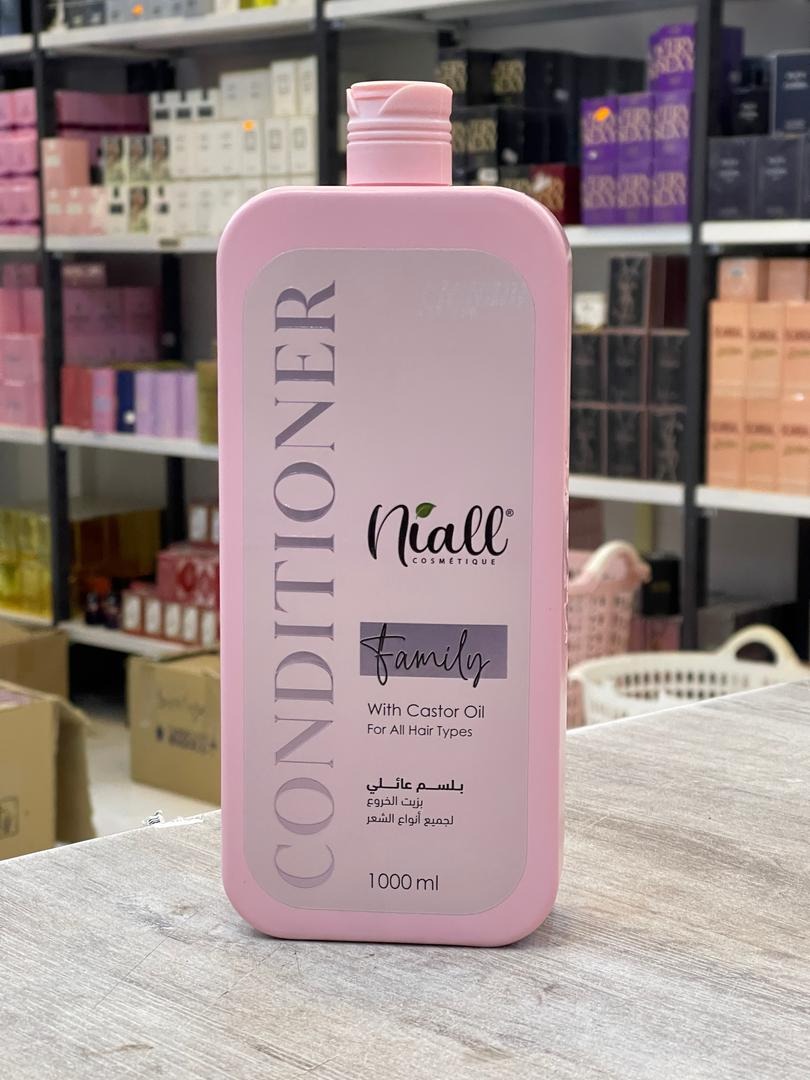 CONDITIONER
Niall®
COSMÉTIQUE
Family
With Castor Oil
For All Hair Types
بلسم عائلي
بزيت الخروع
لجميع أنواع الشعر
1000 ml